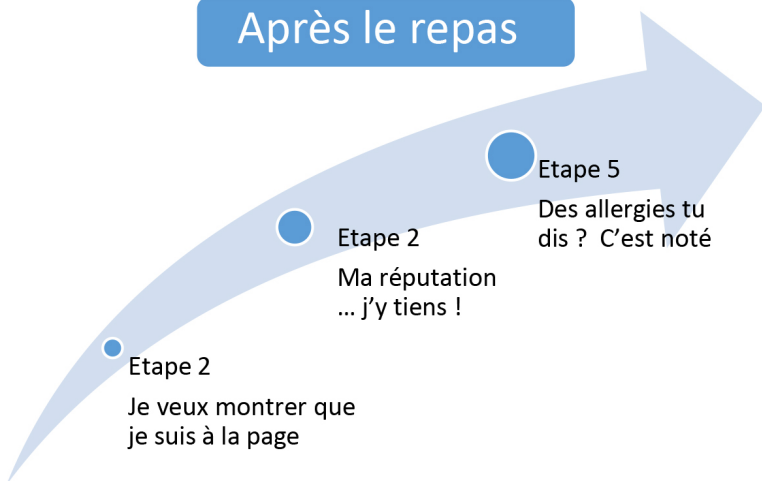 Après le repas
Etape 2
Je veux montrer que
je suis à la page
Etape 2
Ma réputation
… j’y tiens !
Etape 5
Des allergies tu
dis ?  C’est noté